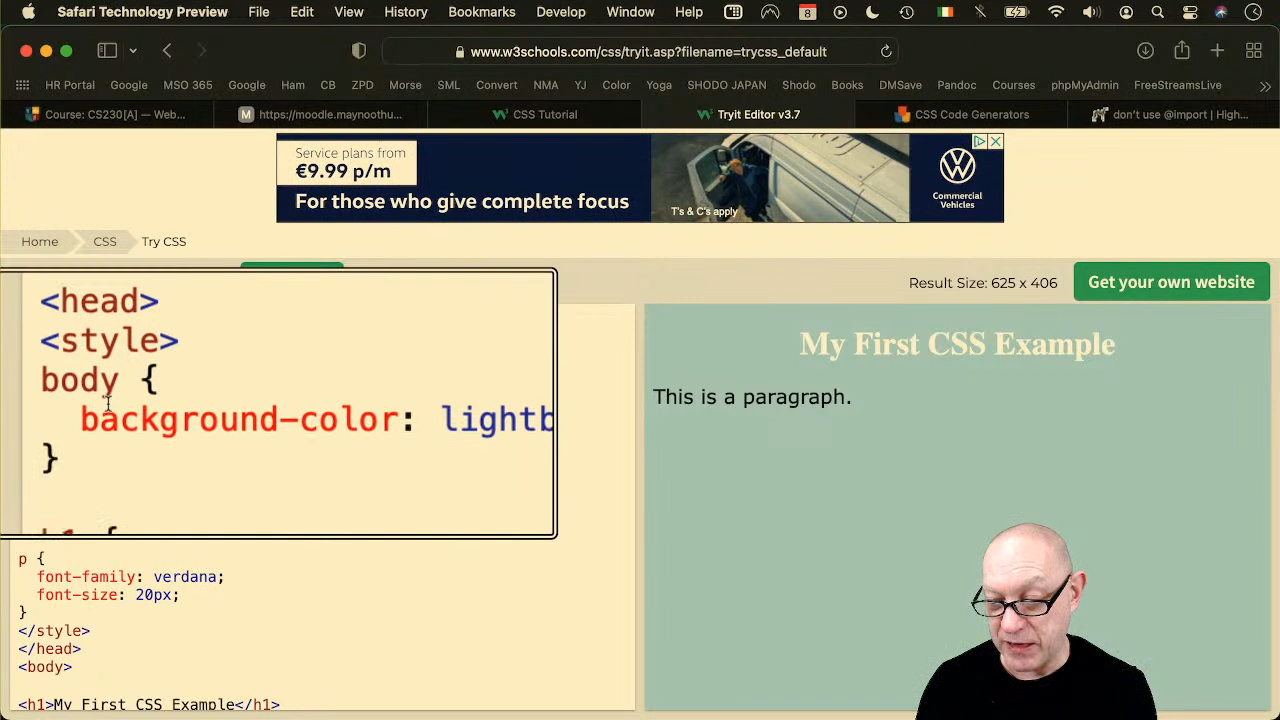 Safari Technology Preview File Edit View History Bookmarks Develop Window Help 8
www.w3schools.com/css/tryit.asp?filename=trycss_default
HR Portal Google MSO 365 Google Ham CB ZPD Morse SML Convert NMA YJ Color Yoga SHODO JAPAN Shodo Books DMSave Pandoc Courses phpMyAdmin FreeStreamsLive
Course: CS230[A] — Web... M https://moodle.maynoothu... CSS Tutorial Tryit Editor v3.7 CSS Code Generators don't use @import | High...
Service plans from
€9.99 p/m
For those who give complete focus
T's & C's apply
Commercial
Vehicles
Home CSS Try CSS
Result Size: 625 x 406 Get your own website
<head>
<style>
body {
background-color: lightb
}
h1 {
p {
font-family: verdana;
font-size: 20px;
}
</style>
</head>
<body>
<h1>My First CSS Example</h1>
My First CSS Example
This is a paragraph.